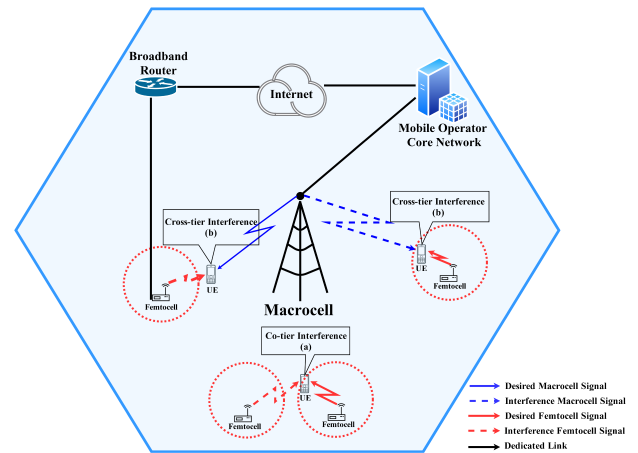 Broadband
Router
Internet
Mobile Operator
Core Network
Cross-tier Interference
(b)
Cross-tier Interference
(b)
UE
Femtocell
UE
Femtocell
Macrocell
Co-tier Interference
(a)
UE
Femtocell
Femtocell
Desired Macrocell Signal
Interference Macrocell Signal
Desired Femtocell Signal
Interference Femtocell Signal
Dedicated Link